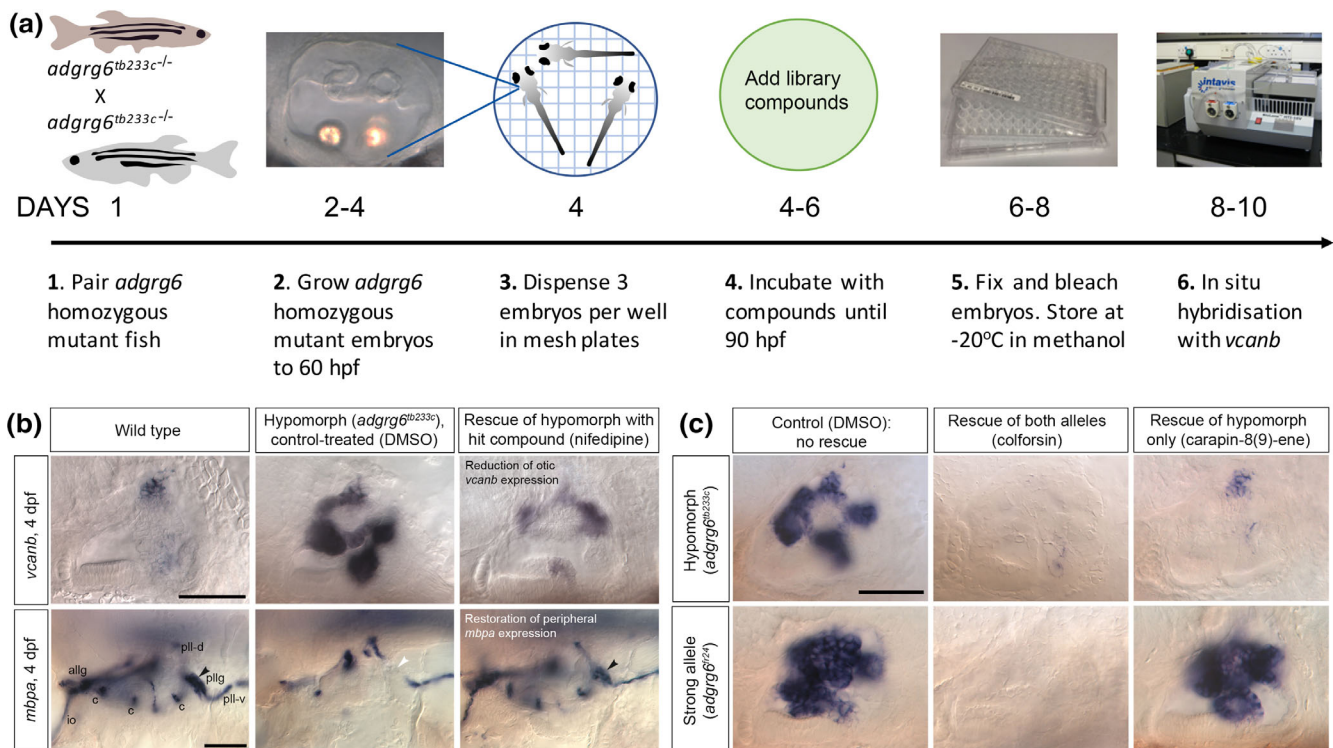 (a)
adgrg6tb233c-/-
X
adgrg6tb233c-/-
Add library
compounds
intavis
DAYS 1
2-4
4
4-6
6-8
8-10
1. Pair adgrg6
homozygous
mutant fish
2. Grow adgrg6
homozygous
mutant embryos
to 60 hpf
3. Dispense 3
embryos per well
in mesh plates
4. Incubate with
compounds until
90 hpf
5. Fix and bleach
embryos. Store at
-20°C in methanol
6. In situ
hybridisation
with vcanb
(b)
Wild type
Hypomorph (adgrg6tb233c),
control-treated (DMSO)
Rescue of hypomorph with
hit compound (nifedipine)
vcanb, 4 dpf
Reduction of otic
vcanb expression
mbpa, 4 dpf
allg
pll-d
pllg
pll-v
c
c
c
io
Restoration of peripheral
mbpa expression
(c)
Control (DMSO):
no rescue
Rescue of both alleles
(colforsin)
Rescue of hypomorph
only (carapin-8(9)-ene)
Hypomorph
(adgrg6tb233c)
Strong allele
(adgrg6fr24)